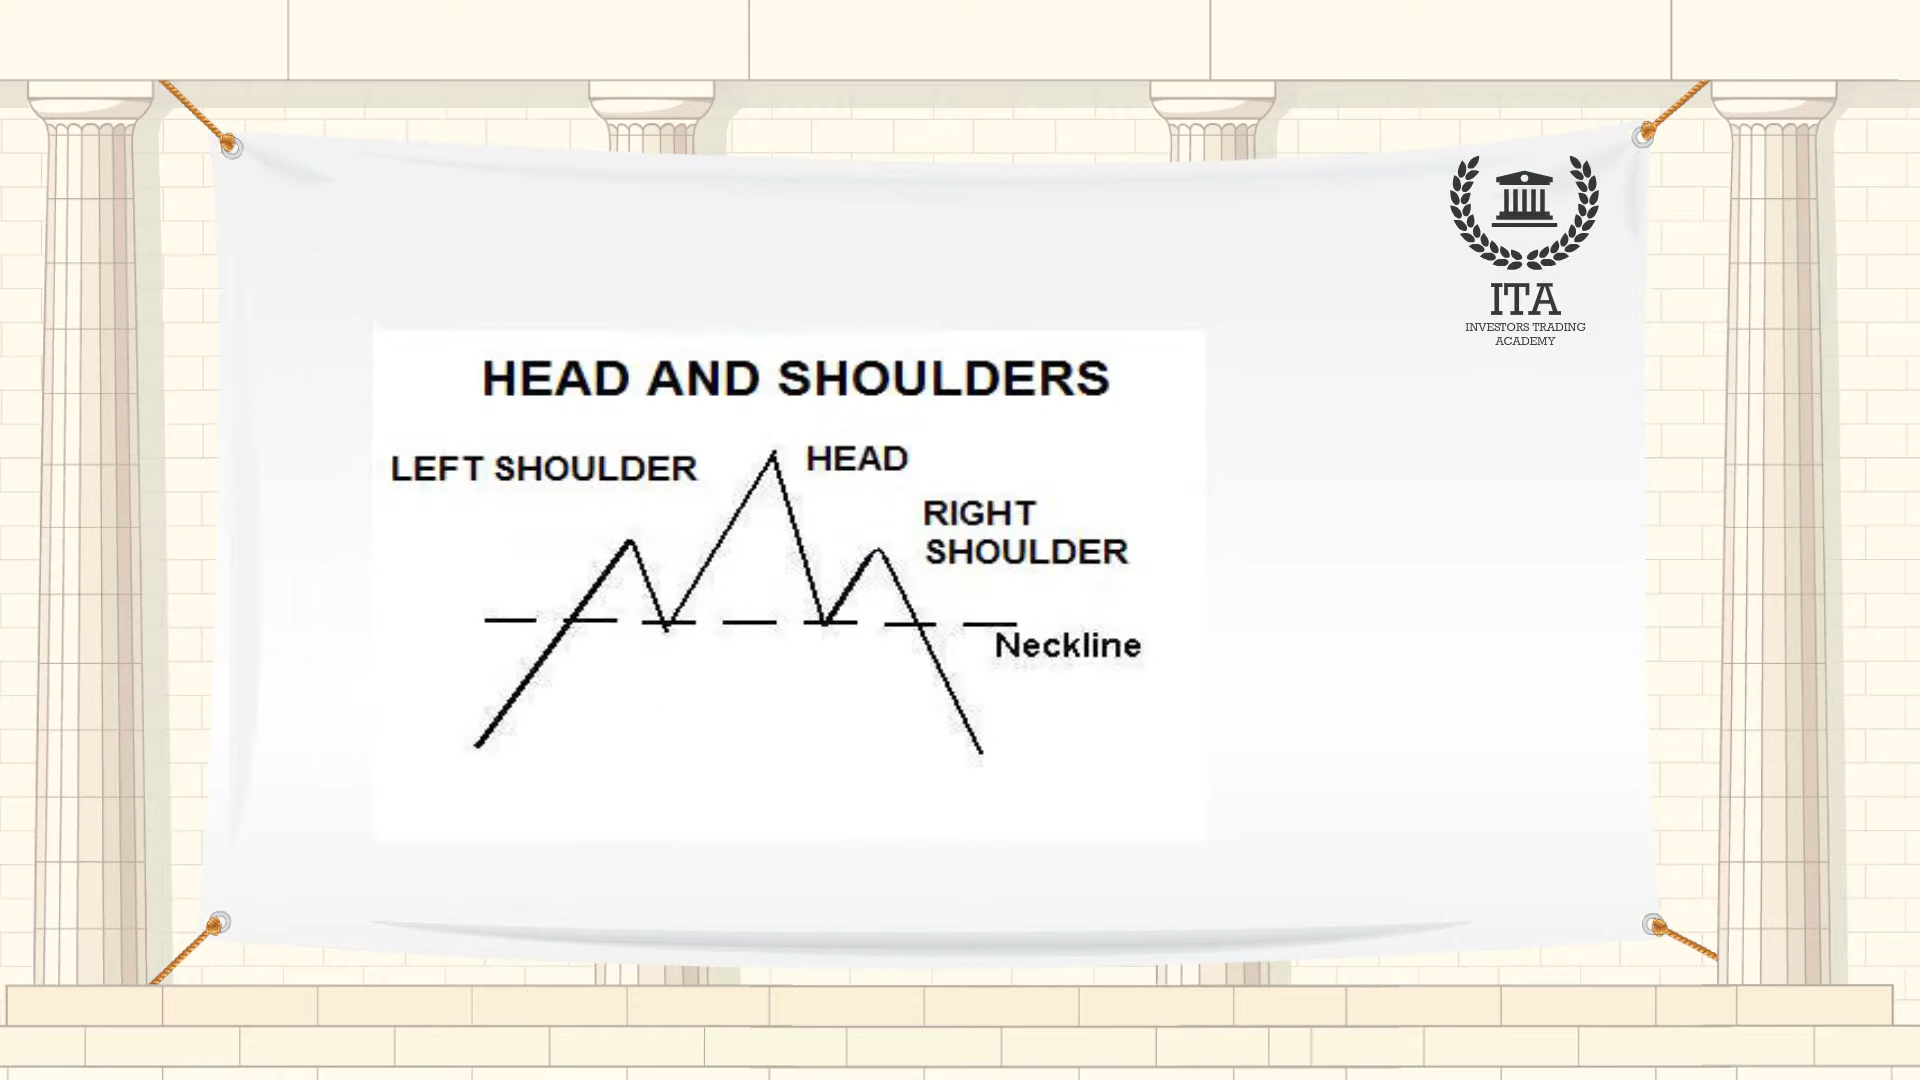 ITA
INVESTORS TRADING
ACADEMY
HEAD AND SHOULDERS
LEFT SHOULDER
HEAD
RIGHT
SHOULDER
Neckline